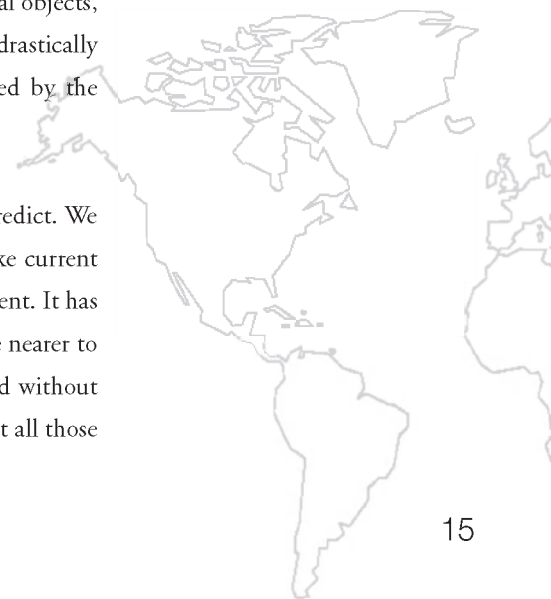 al objects,
drastically
ed by the
redict. We
ke current
ent. It has
e nearer to
d without
t all those
15